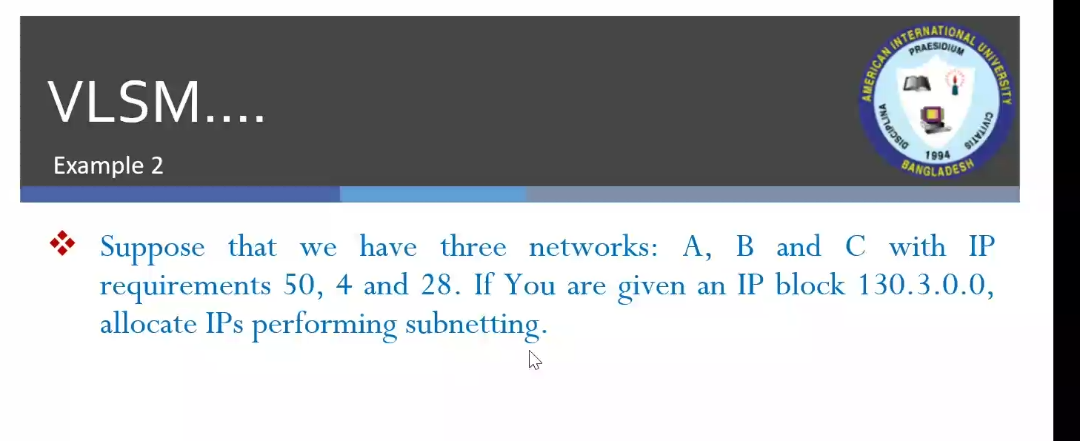 VLSM....
Example 2
AMERICAN INTERNATIONAL UNIVERSITY
PRAESIDIUM
DISCIPLINA
CIVITATIS
1994
BANGLADESH
❖ Suppose that we have three networks: A, B and C with IP
requirements 50, 4 and 28. If You are given an IP block 130.3.0.0,
allocate IPs performing subnetting.